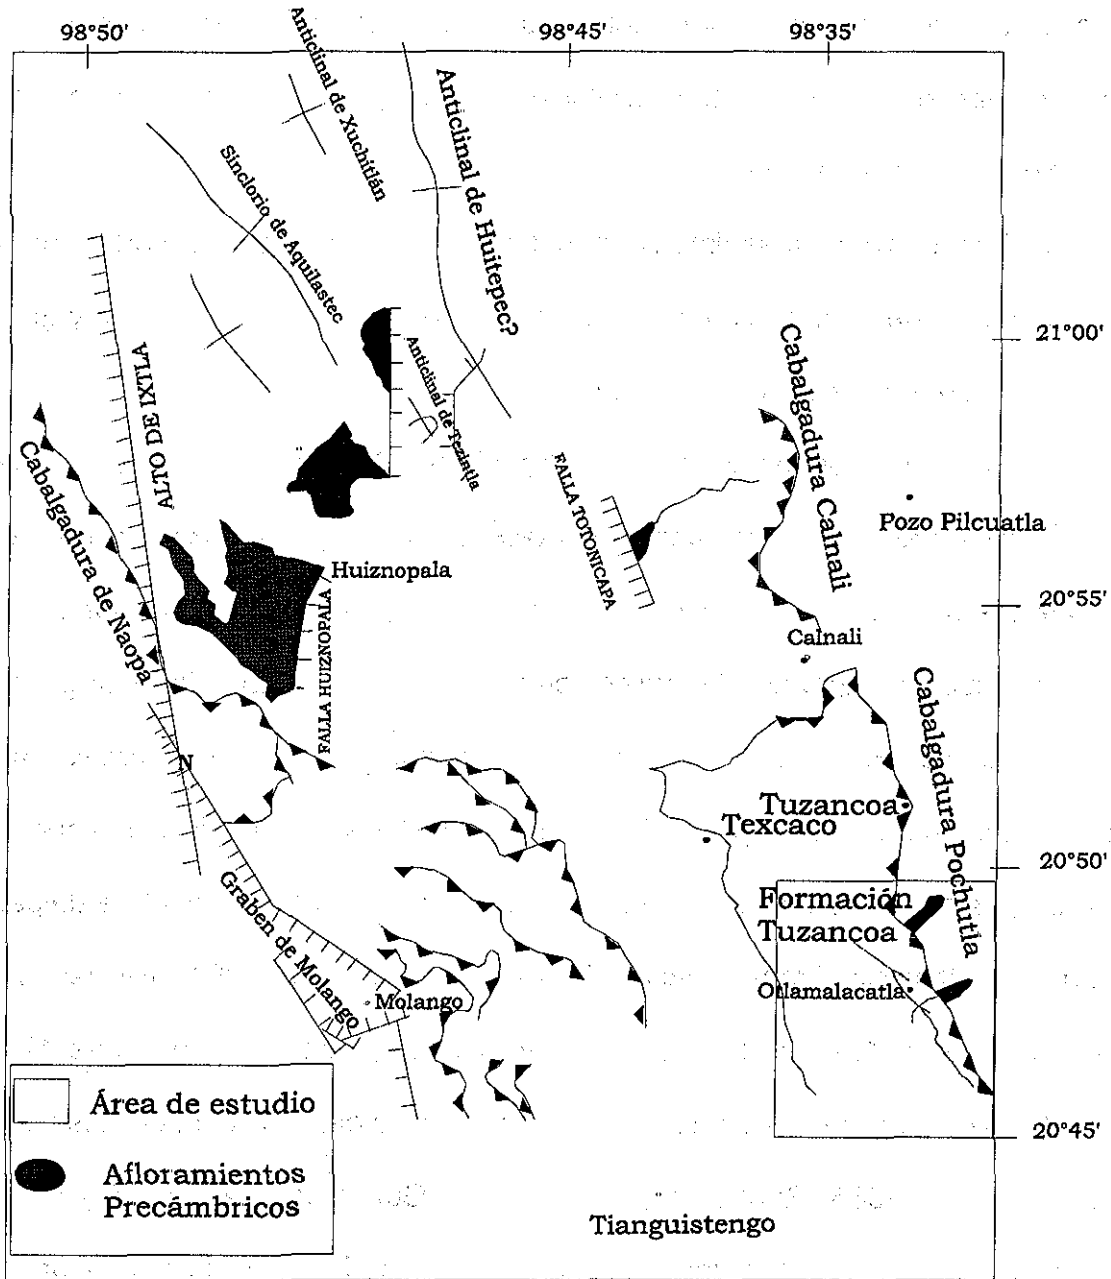 98°50'
98°45'
98°35'
Anticlinal de Xuchitlán
Anticlinal de Huitepec?
Sinclorio de Aquilastec
21°00'
Anticlinal de Tezintla
ALTO DE IXTLA
Cabalgadura Calnali
Cabalgadura de Naopa
FALLA TOTONICAPA
Pozo Pilcuatla
Huiznopala
20°55'
FALLA HUIZNOPALA
Calnali
Cabalgadura Pochutla
N
Tuzancoa
Texcaco
20°50'
Graben de Molango
Formación
Tuzancoa
Otlamalacatla
Molango
Área de estudio
20°45'
Afloramientos
Precámbricos
Tianguistengo